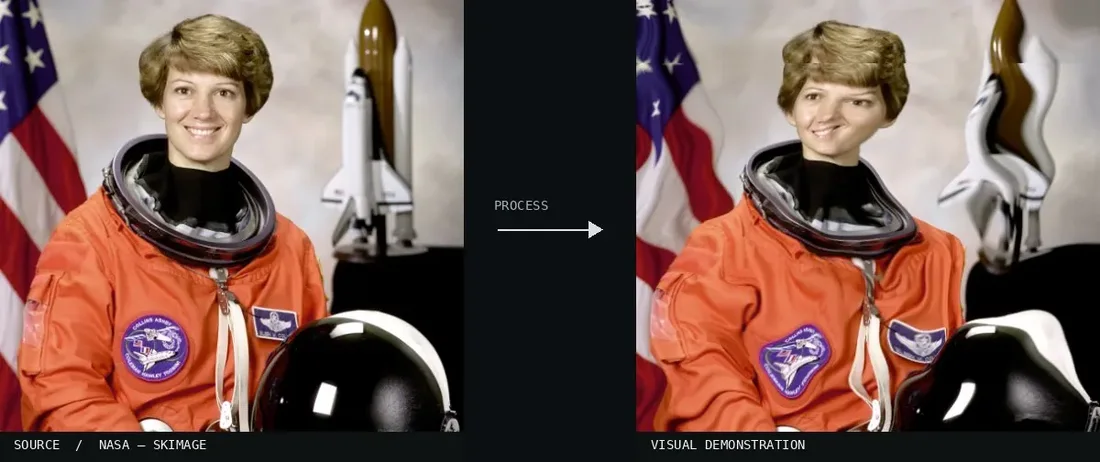 PROCESS
SOURCE / NASA — SKIMAGE
VISUAL DEMONSTRATION